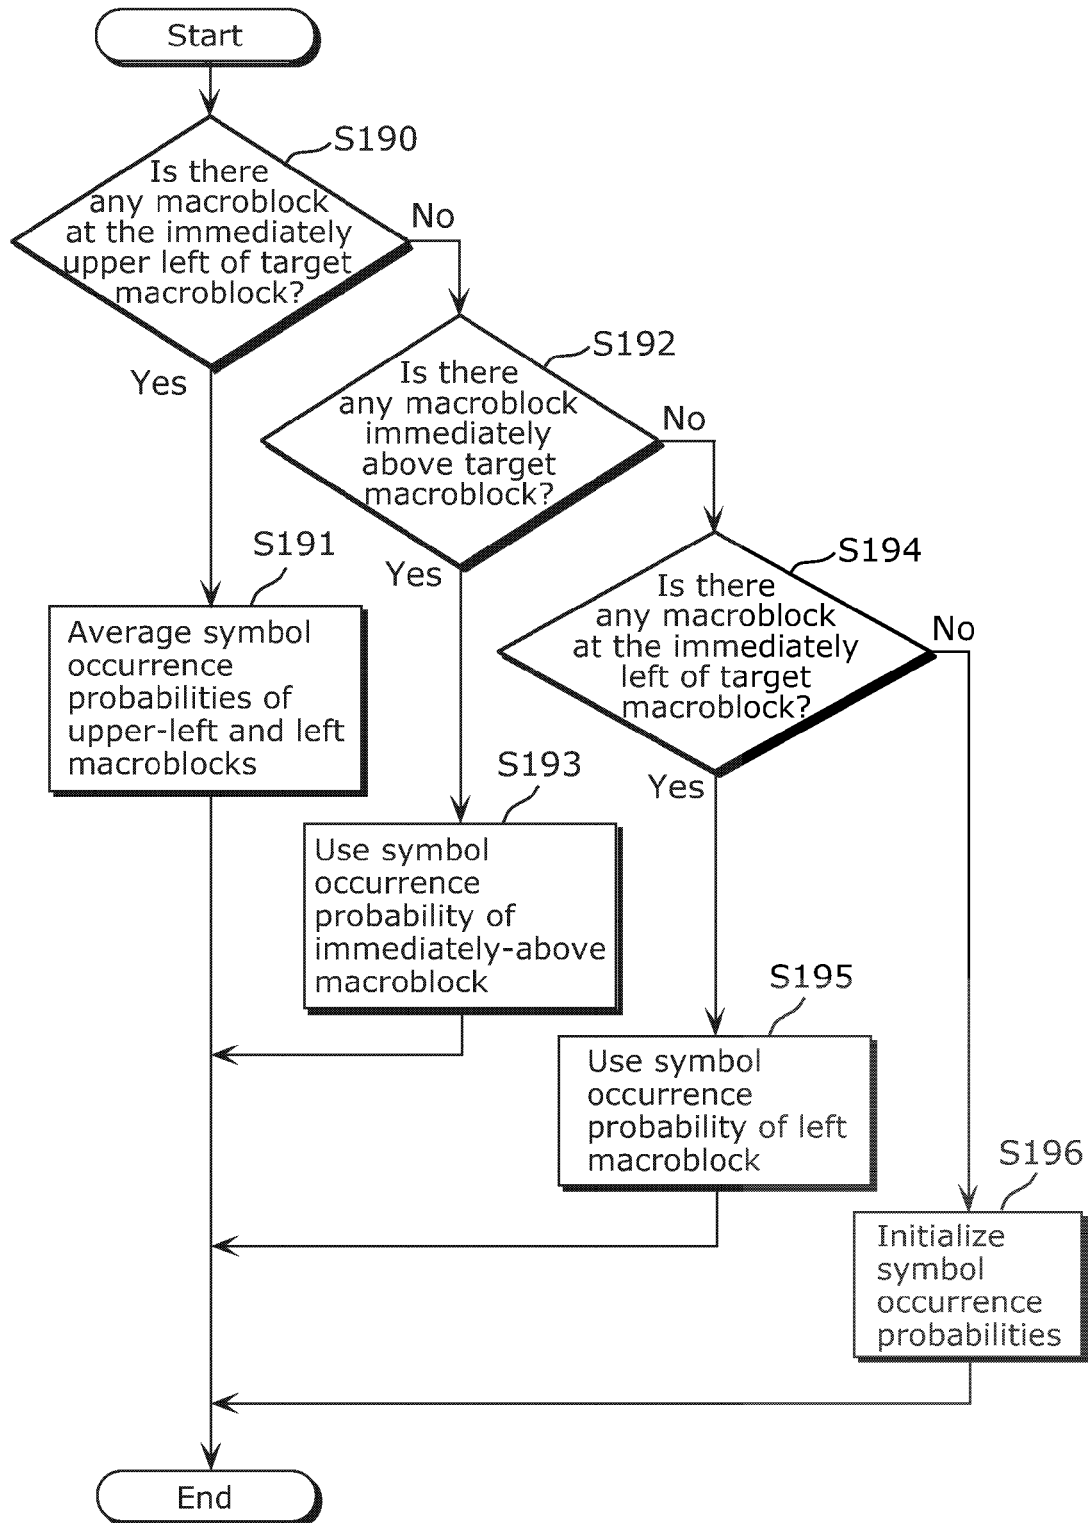 Start
S190
Is there
any macroblock
at the immediately
upper left of target
macroblock?
No
Yes
S192
Is there
any macroblock
immediately
above target
macroblock?
No
Yes
S191
Average symbol
occurrence
probabilities of
upper-left and left
macroblocks
S194
Is there
any macroblock
at the immediately
left of target
macroblock?
No
Yes
S193
Use symbol
occurrence
probability of
immediately-above
macroblock
S195
Use symbol
occurrence
probability of left
macroblock
S196
Initialize
symbol
occurrence
probabilities
End